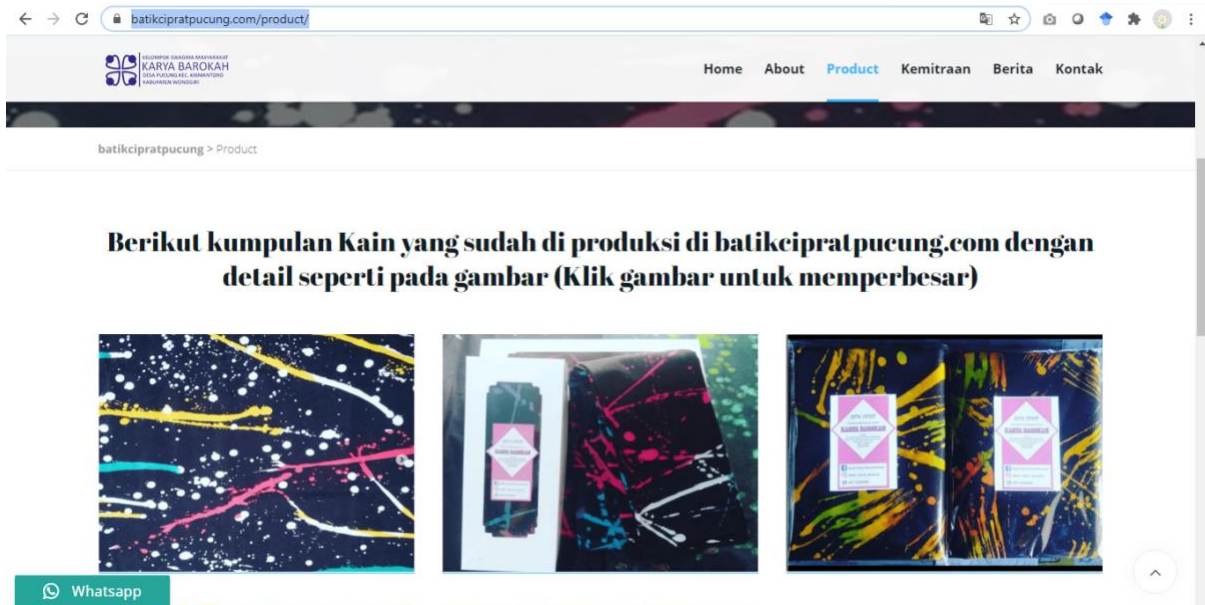 batikcipratpucung.com/product/
KELOMPOK SWADAYA MASYARAKAT
KARYA BAROKAH
DESA PUCUNG KEC. KISMANTORO
KABUPATEN WONOGIRI
Home About Product Kemitraan Berita Kontak
batikcipratpucung > Product
Berikut kumpulan Kain yang sudah di produksi di batikcipratpucung.com dengan
detail seperti pada gambar (Klik gambar untuk memperbesar)
KARYA BAROKAH
KARYA BAROKAH
KARYA BAROKAH
Whatsapp